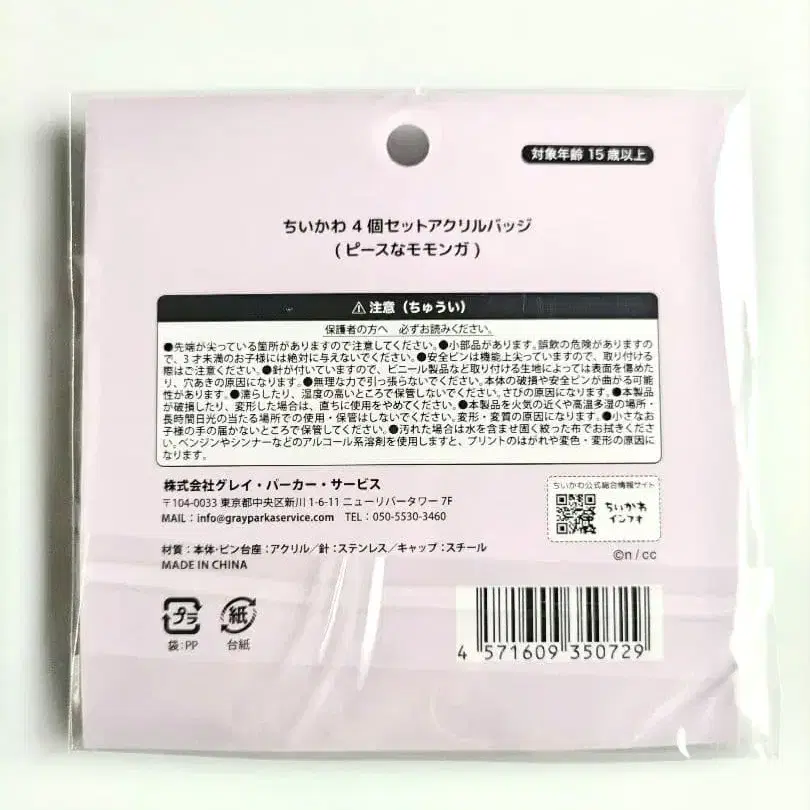 対象年齢 15 歳以上
ちいかわ 4 個セットアクリルバッジ
( ピースなモモンガ )
⚠ 注意（ちゅうい）
保護者の方へ 必ずお読みください。
●先端が尖っている箇所がありますので注意してください。●小部品があります。誤飲の危険がありますの
で、3 才未満のお子様には絶対に与えないでください。●安全ピンは機能上尖っていますので、取り付ける
際はご注意ください。●針が付いていますので、ビニール製品など取り付ける生地によっては表面を傷めた
り、穴あきの原因になります。●無理な力で引っ張らないでください。本体の破損や安全ピンが曲がる可能
性があります。●濡らしたり、湿度の高いところで保管しないでください。さびの原因になります。●本製品
が破損したり、変形した場合は、直ちに使用をやめてください。●本製品を火気の近くや高温多湿の場所・
長時間日光の当たる場所での使用・保管はしないでください。変形・変質の原因になります。●小さなお
子様の手の届かないところで保管してください。●汚れた場合は水を含ませ固く絞った布でお拭きください。
ベンジンやシンナーなどのアルコール系溶剤を使用しますと、プリントのはがれや変色・変形の原因に
なります。
株式会社グレイ・パーカー・サービス
〒104-0033 東京都中央区新川 1-6-11 ニューリバータワー 7F
MAIL：info@grayparkaservice.com TEL：050-5530-3460
ちいかわ公式総合情報サイト
ちいかわ
インフォ
©n / cc
材質：本体・ピン台座：アクリル／針：ステンレス／キャップ：スチール
MADE IN CHINA
プラ
袋：PP
紙
台紙
4 571609 350729